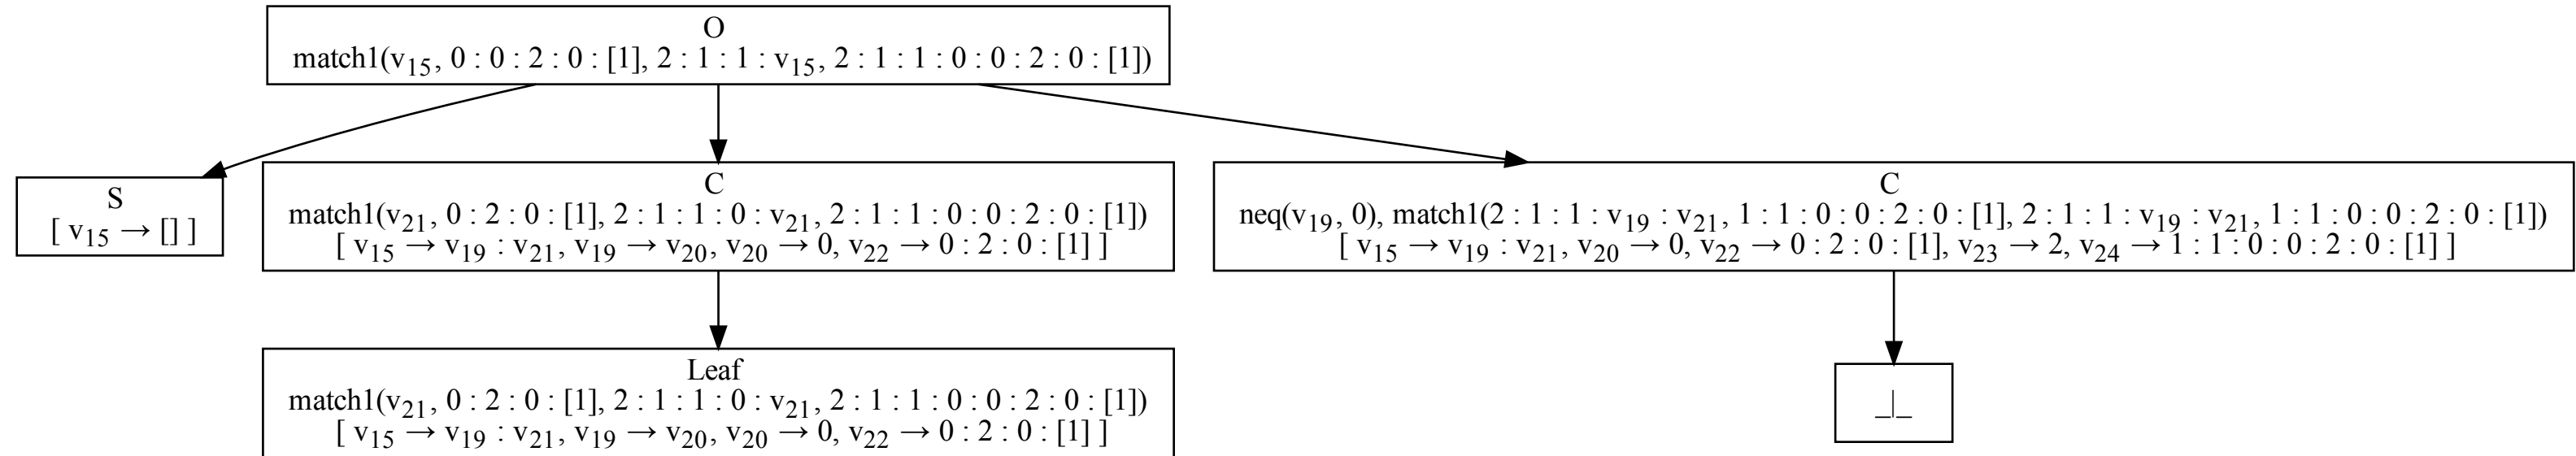 O
match1(v15, 0 : 0 : 2 : 0 : [1], 2 : 1 : 1 : v15, 2 : 1 : 1 : 0 : 0 : 2 : 0 : [1])
S
[ v15 → [] ]
C
match1(v21, 0 : 2 : 0 : [1], 2 : 1 : 1 : 0 : v21, 2 : 1 : 1 : 0 : 0 : 2 : 0 : [1])
[ v15 → v19 : v21, v19 → v20, v20 → 0, v22 → 0 : 2 : 0 : [1] ]
C
neq(v19, 0), match1(2 : 1 : 1 : v19 : v21, 1 : 1 : 0 : 0 : 2 : 0 : [1], 2 : 1 : 1 : v19 : v21, 1 : 1 : 0 : 0 : 2 : 0 : [1])
[ v15 → v19 : v21, v20 → 0, v22 → 0 : 2 : 0 : [1], v23 → 2, v24 → 1 : 1 : 0 : 0 : 2 : 0 : [1] ]
Leaf
match1(v21, 0 : 2 : 0 : [1], 2 : 1 : 1 : 0 : v21, 2 : 1 : 1 : 0 : 0 : 2 : 0 : [1])
[ v15 → v19 : v21, v19 → v20, v20 → 0, v22 → 0 : 2 : 0 : [1] ]
_|_